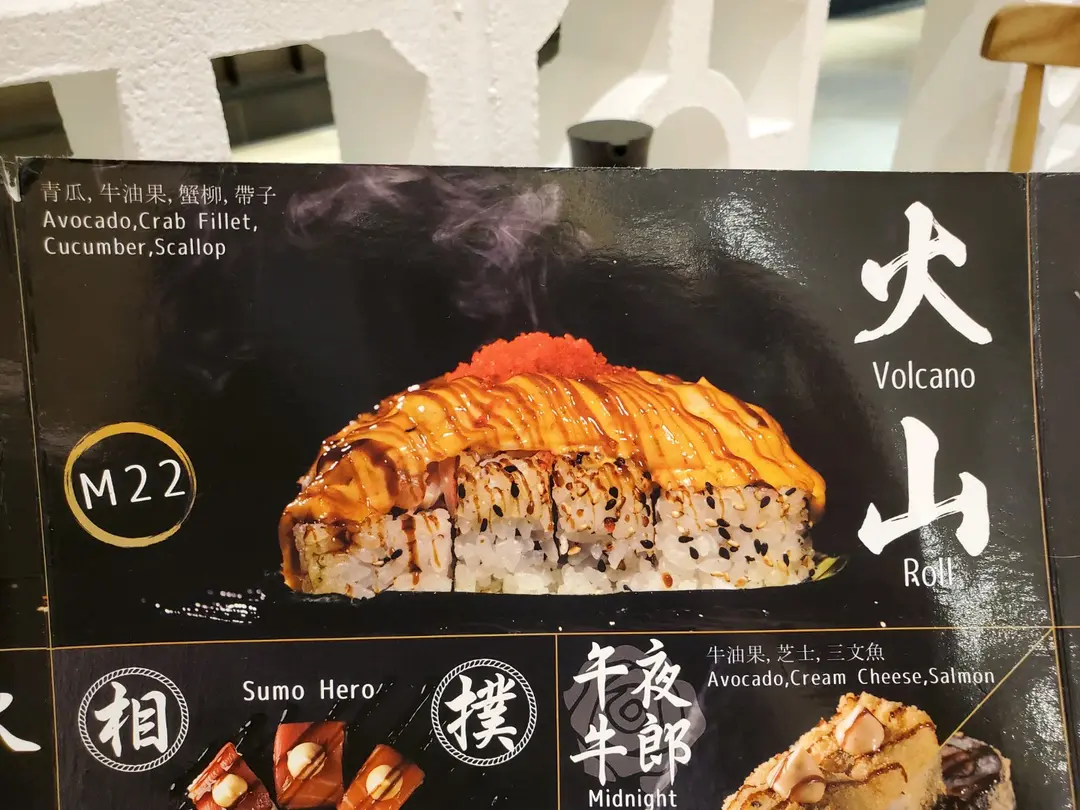 青瓜, 牛油果, 蟹柳, 帶子
Avocado,Crab Fillet,
Cucumber,Scallop
火
Volcano
山
Roll
M22
相
Sumo Hero
撲
午夜
牛郎
Midnight
牛油果, 芝士, 三文魚
Avocado,Cream Cheese,Salmon